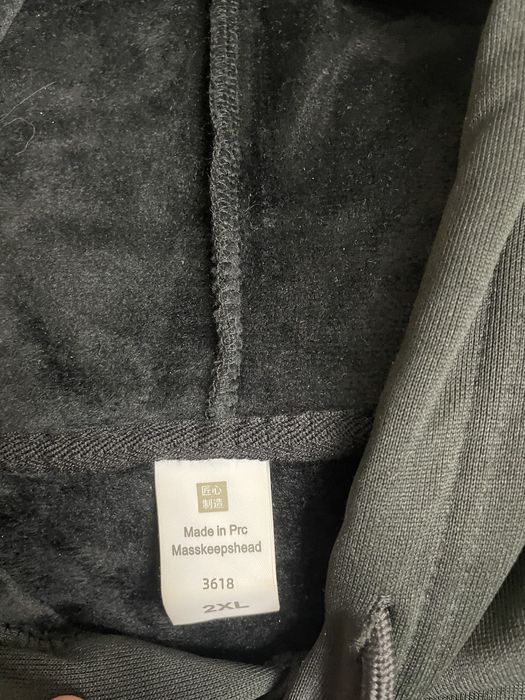 匠心
制造
Made in Prc
Masskeepshead
3618
2XL